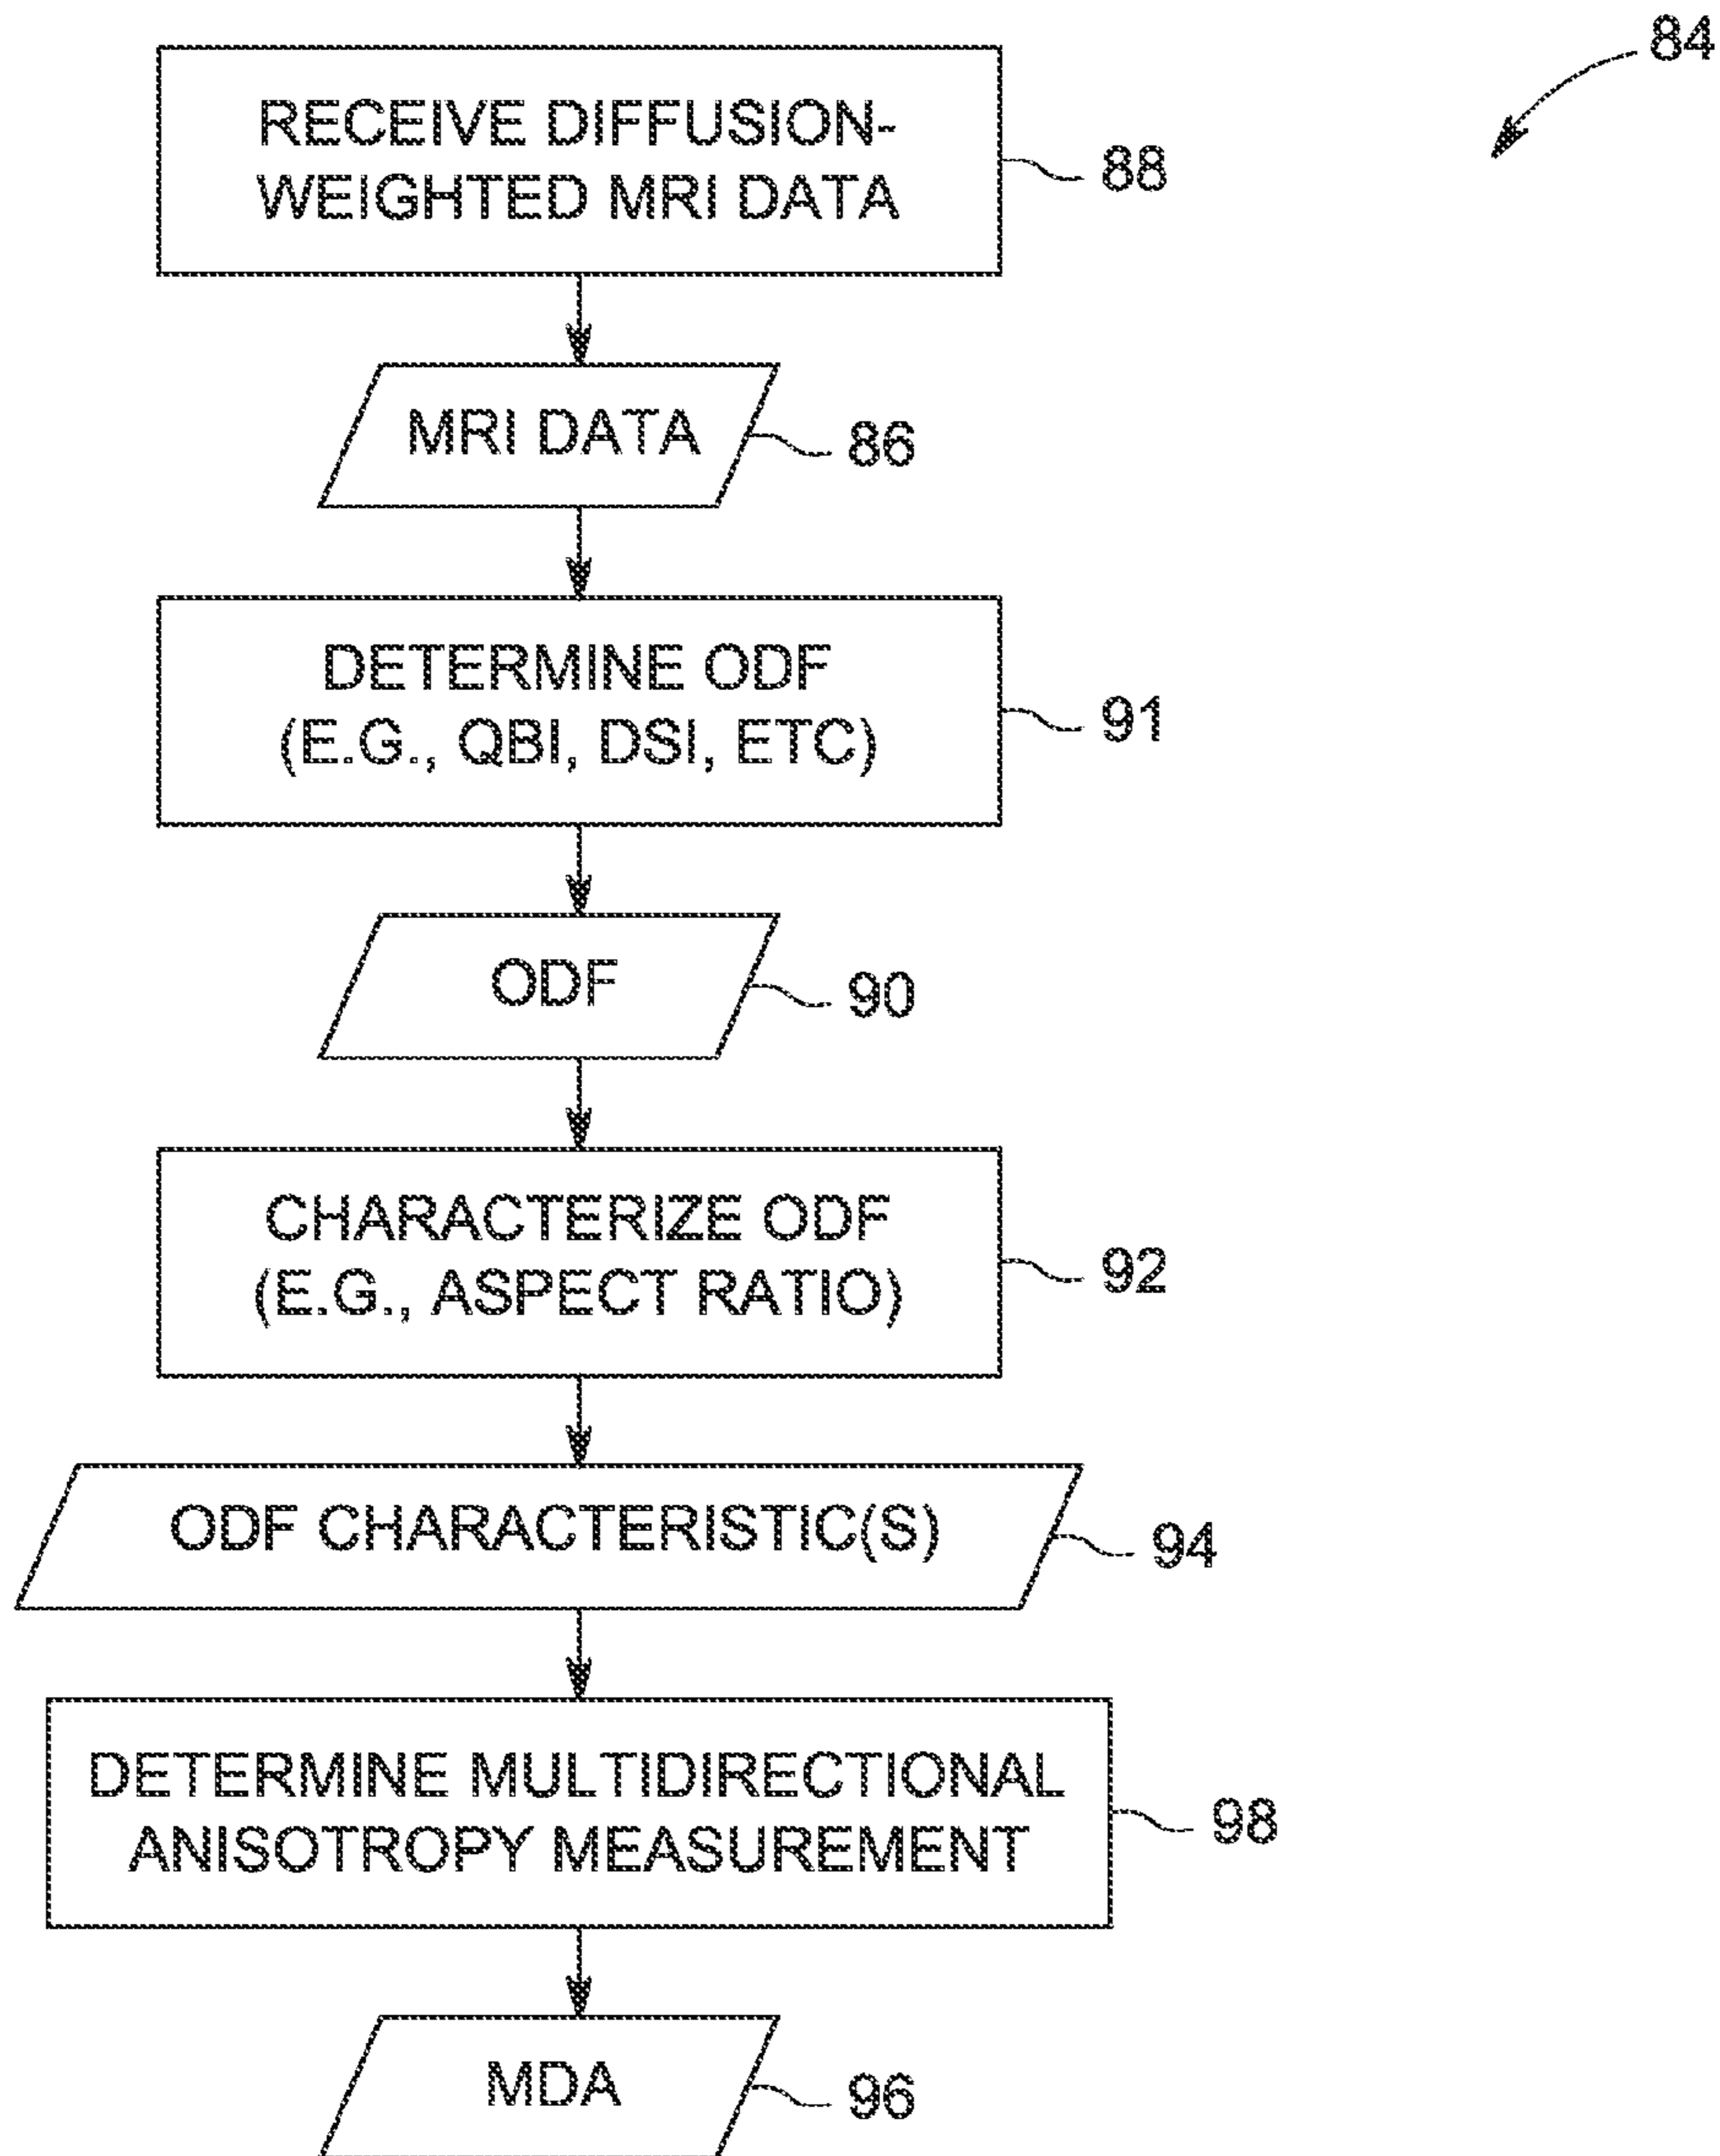 84
RECEIVE DIFFUSION-
WEIGHTED MRI DATA
88
MRI DATA
86
DETERMINE ODF
(E.G., QBI, DSI, ETC)
91
ODF
90
CHARACTERIZE ODF
(E.G., ASPECT RATIO)
92
ODF CHARACTERISTIC(S)
94
DETERMINE MULTIDIRECTIONAL
ANISOTROPY MEASUREMENT
98
MDA
96